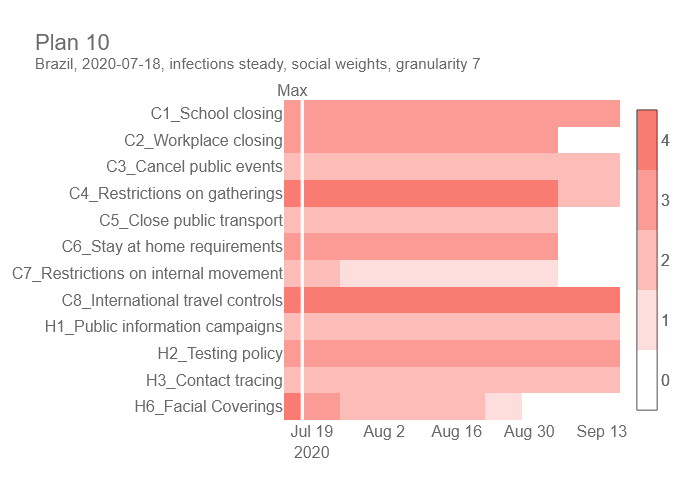 Plan 10
Brazil, 2020-07-18, infections steady, social weights, granularity 7
Max
C1_School closing
C2_Workplace closing
C3_Cancel public events
C4_Restrictions on gatherings
C5_Close public transport
C6_Stay at home requirements
C7_Restrictions on internal movement
C8_International travel controls
H1_Public information campaigns
H2_Testing policy
H3_Contact tracing
H6_Facial Coverings
Jul 19 Aug 2 Aug 16 Aug 30 Sep 13
2020
4
3
2
1
0